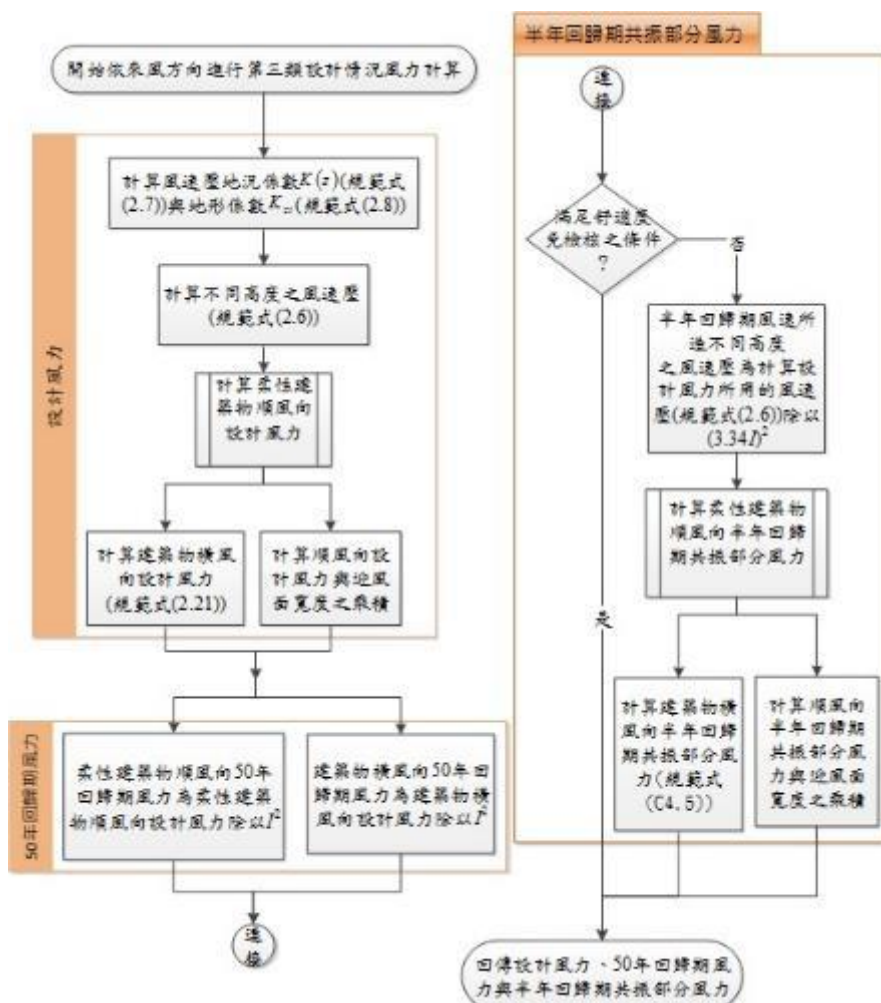 開始依來風方向進行第三類設計情況風力計算
設計風力
計算風速壓地況係數K(z)(規範式
(2.7))與地形係數K (規範式(2.8))
計算不同高度之風速壓
(規範式(2.6))
計算柔性建
築物順風向
設計風力
計算建築物橫風
向設計風力
(規範式(2.21))
計算順風向設
計風力與迎風
面寬度之乘積
50年回歸期風力
柔性建築物順風向50年
回歸期風力為柔性建築
物順風向設計風力除以I²
建築物橫風向50年回
歸期風力為建築物橫
風向設計風力除以I²
連
接
半年回歸期共振部分風力
連
接
滿足舒適度
免檢核之條件
?
否
是
半年回歸期風速所
造不同高度
之風速壓為計算設
計風力所用的風速
壓(規範式(2.6))除以
(3.34I)²
計算柔性建築物
順風向半年回歸
期共振部分風力
計算建築物橫
風向半年回歸
期共振部分風
力(規範式
(C4.5))
計算順風向
半年回歸期
共振部分風
力與迎風面
寬度之乘積
回傳設計風力、50年回歸期風
力與半年回歸期共振部分風力